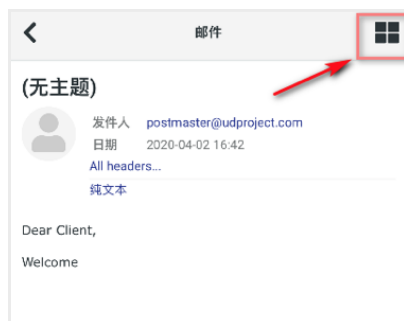 邮件
(无主题)
发件人 postmaster@udproject.com
日期 2020-04-02 16:42
All headers...
纯文本
Dear Client,
Welcome